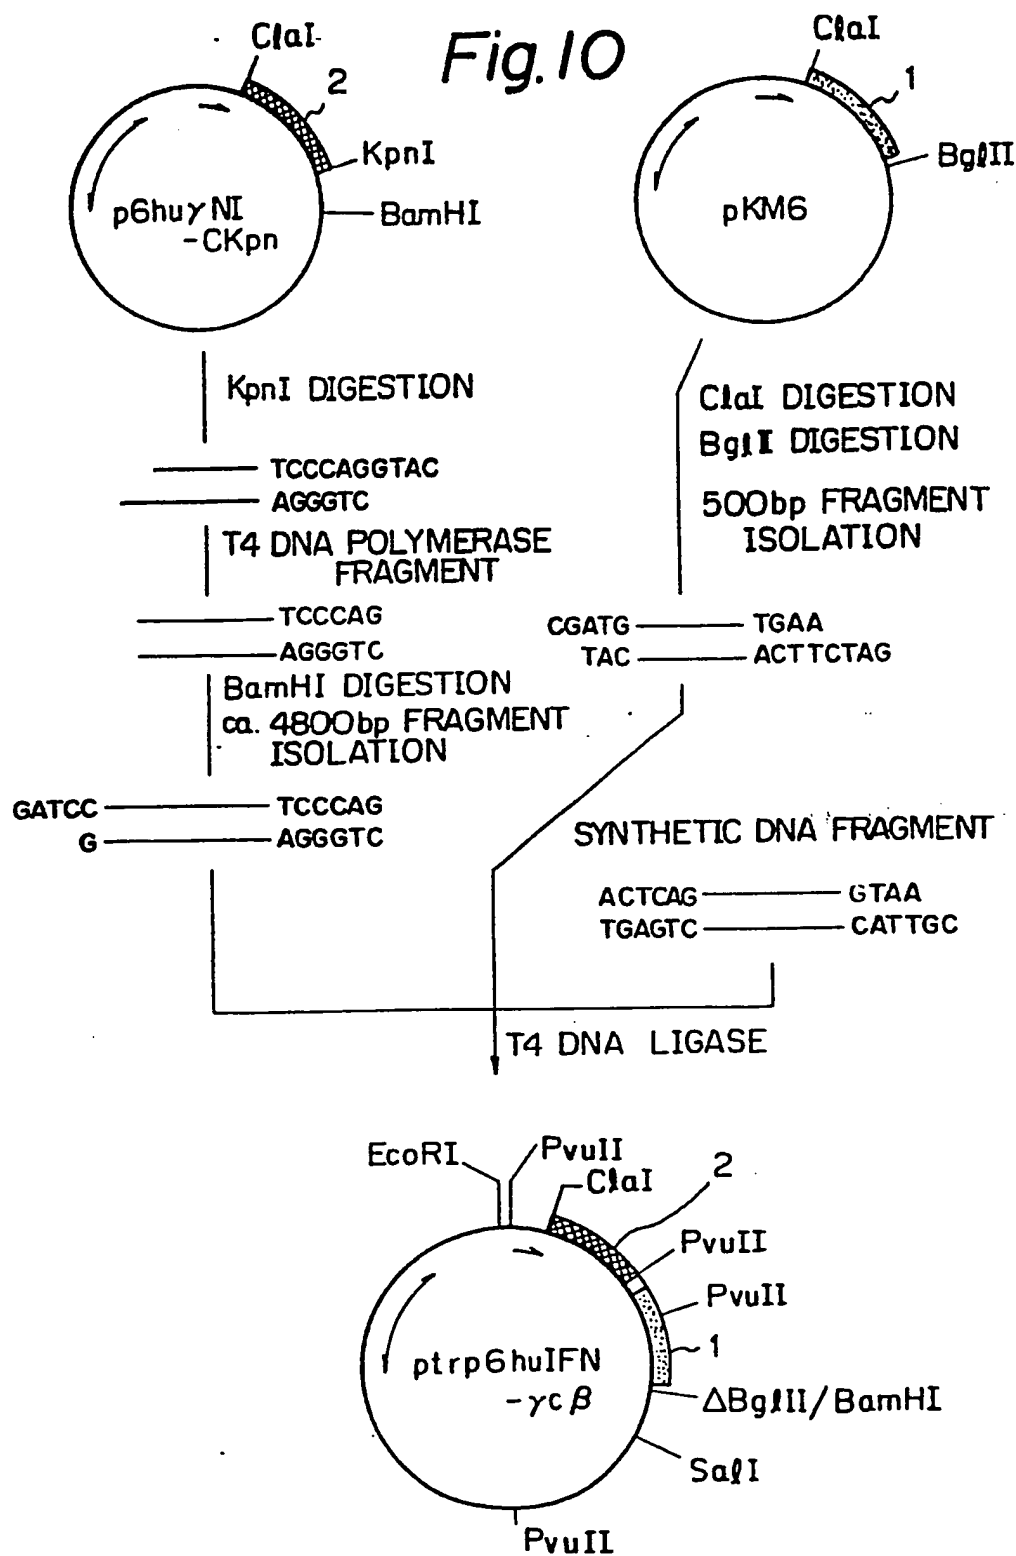 Fig.10
ClaI
2
KpnI
BamHI
p6huγNI
-CKpn
ClaI
1
BglII
pKM6
KpnI DIGESTION
TCCCAGGTAC
AGGGTC
T4 DNA POLYMERASE
FRAGMENT
TCCCAG
AGGGTC
BamHI DIGESTION
ca. 4800bp FRAGMENT
ISOLATION
GATCC TCCCAG
G AGGGTC
ClaI DIGESTION
BglII DIGESTION
500bp FRAGMENT
ISOLATION
CGATG TGAA
TAC ACTTCTAG
SYNTHETIC DNA FRAGMENT
ACTCAG GTAA
TGAGTC CATTGC
T4 DNA LIGASE
EcoRI
PvuII
ClaI
2
PvuII
PvuII
1
ΔBglII/BamHI
SalI
PvuII
ptrp6huIFN
-γcβ